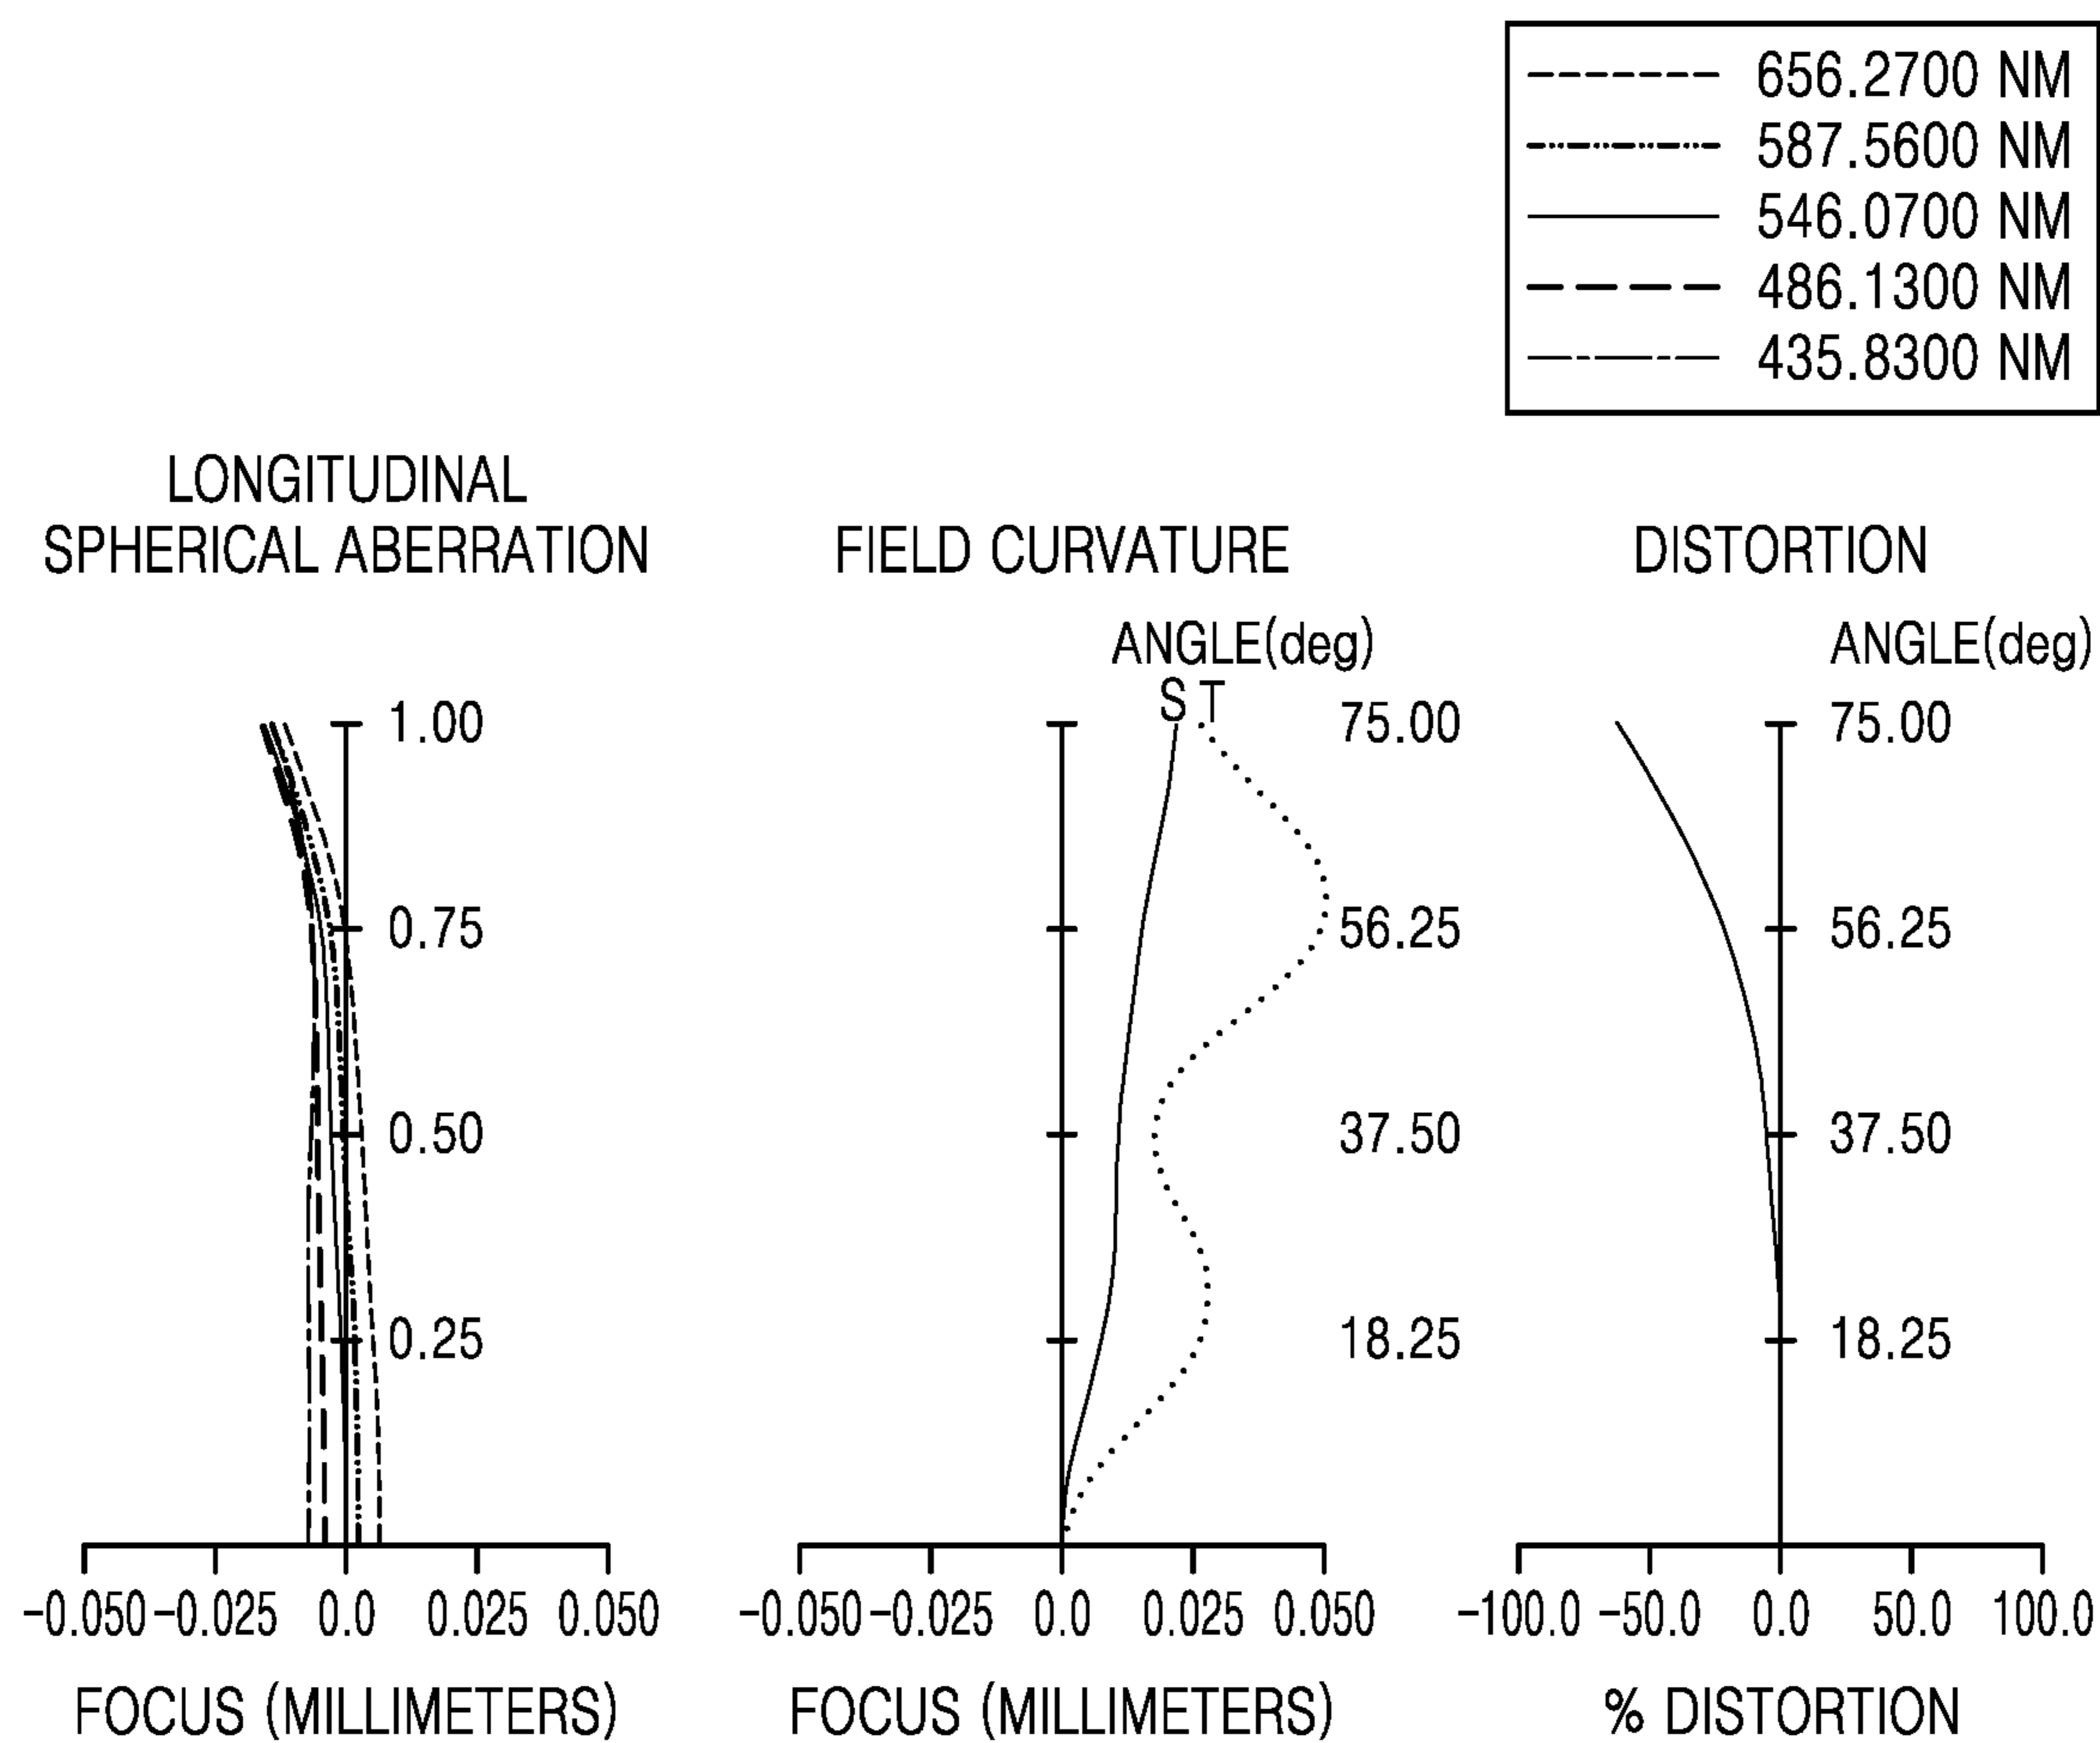 656.2700 NM
587.5600 NM
546.0700 NM
486.1300 NM
435.8300 NM
LONGITUDINAL
SPHERICAL ABERRATION
1.00
0.75
0.50
0.25
-0.050 -0.025 0.0 0.025 0.050
FOCUS (MILLIMETERS)
FIELD CURVATURE
ANGLE(deg)
S T
75.00
56.25
37.50
18.25
-0.050 -0.025 0.0 0.025 0.050
FOCUS (MILLIMETERS)
DISTORTION
ANGLE(deg)
75.00
56.25
37.50
18.25
-100.0 -50.0 0.0 50.0 100.0
% DISTORTION